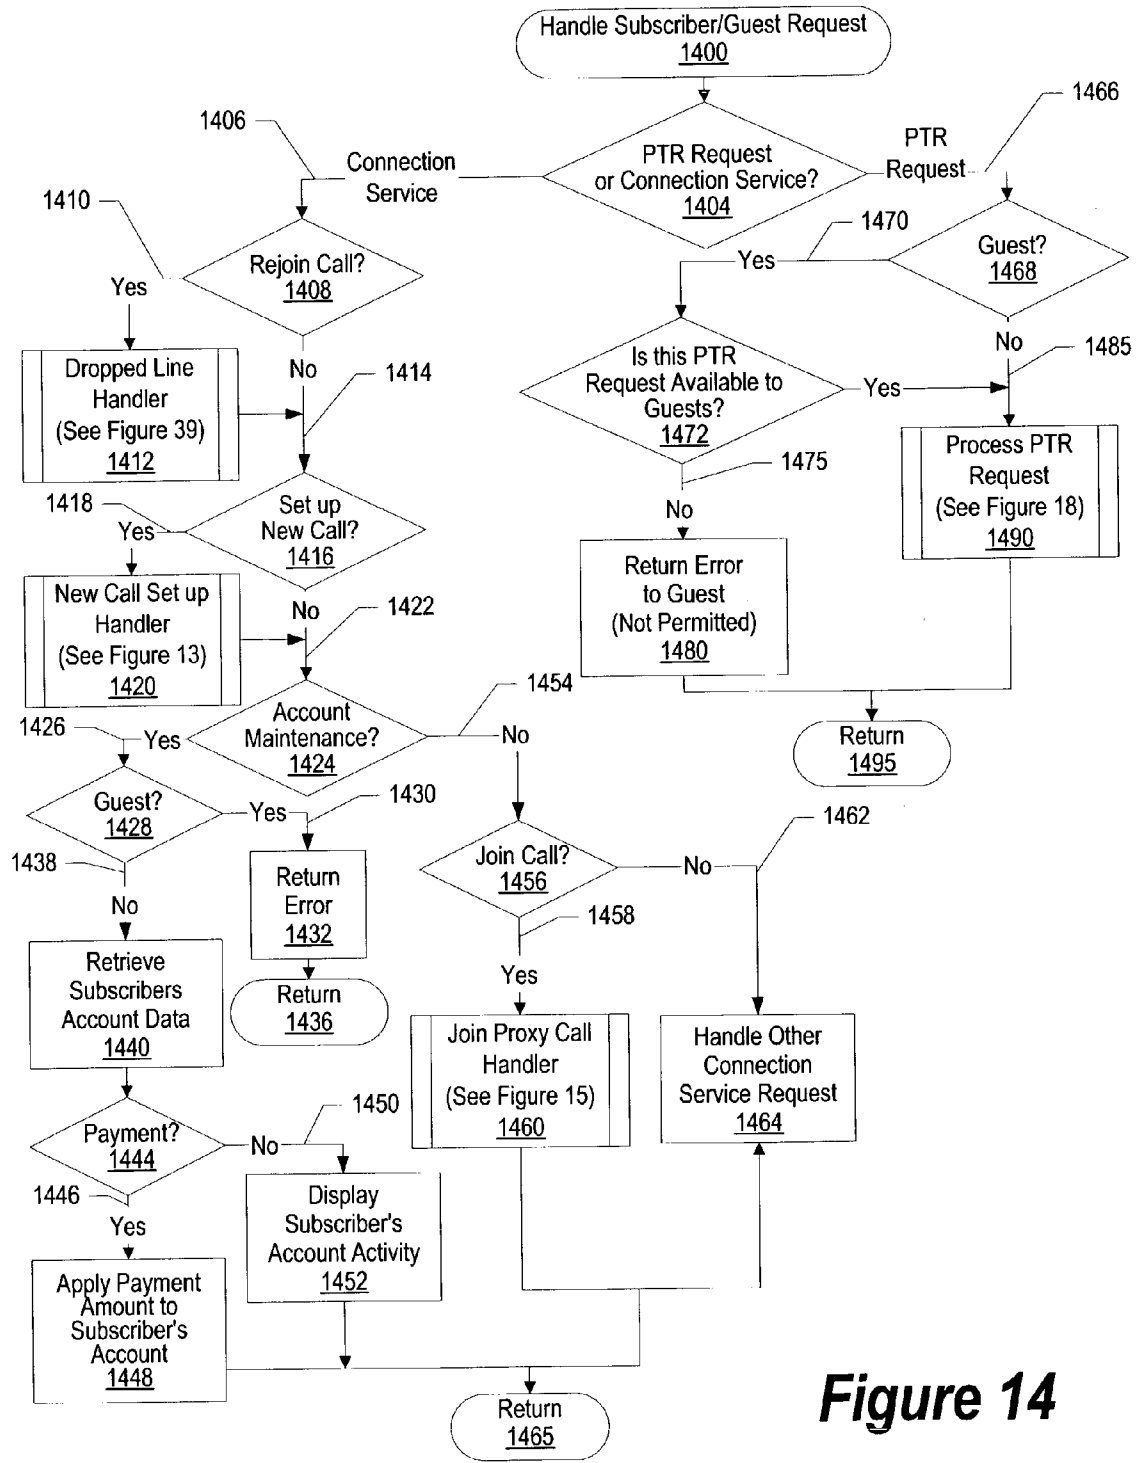 Handle Subscriber/Guest Request
1400
1466
1406
PTR
Request
Connection
Service
PTR Request
or Connection Service?
1404
1410
1470
Rejoin Call?
1408
Yes
Guest?
1468
Yes
No
1485
Dropped Line
Handler
(See Figure 39)
1412
No
1414
Is this PTR
Request Available to
Guests?
1472
Yes
Process PTR
Request
(See Figure 18)
1490
1475
1418
Yes
Set up
New Call?
1416
No
New Call Set up
Handler
(See Figure 13)
1420
No
1422
Return Error
to Guest
(Not Permitted)
1480
1454
1426
Yes
Account
Maintenance?
1424
No
Return
1495
Guest?
1428
Yes
1430
1462
1438
Join Call?
1456
No
No
Return
Error
1432
1458
Yes
Retrieve
Subscribers
Account Data
1440
Return
1436
Join Proxy Call
Handler
(See Figure 15)
1460
Handle Other
Connection
Service Request
1464
Payment?
1444
No
1450
1446
Yes
Display
Subscriber's
Account Activity
1452
Apply Payment
Amount to
Subscriber's
Account
1448
Return
1465
Figure 14